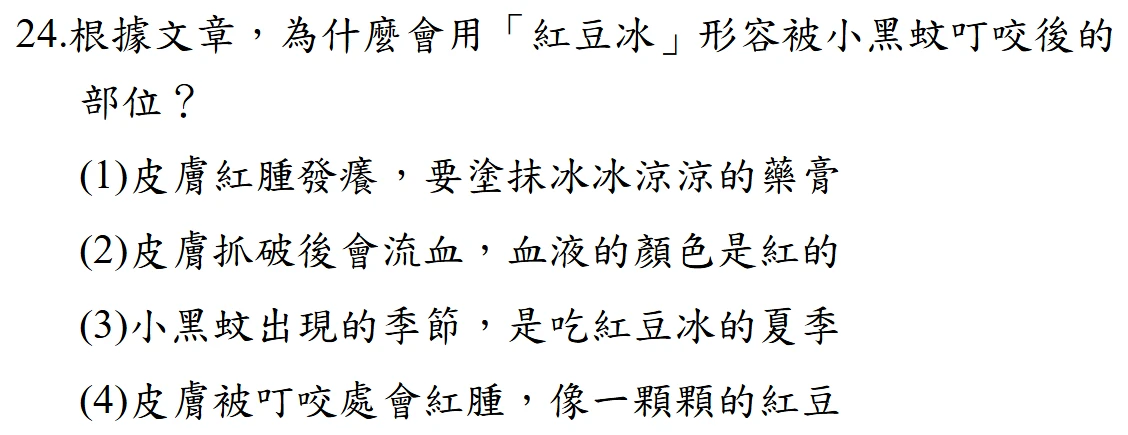 24.根據文章，為什麼會用「紅豆冰」形容被小黑蚊叮咬後的
部位？
(1)皮膚紅腫發癢，要塗抹冰冰涼涼的藥膏
(2)皮膚抓破後會流血，血液的顏色是紅的
(3)小黑蚊出現的季節，是吃紅豆冰的夏季
(4)皮膚被叮咬處會紅腫，像一顆顆的紅豆